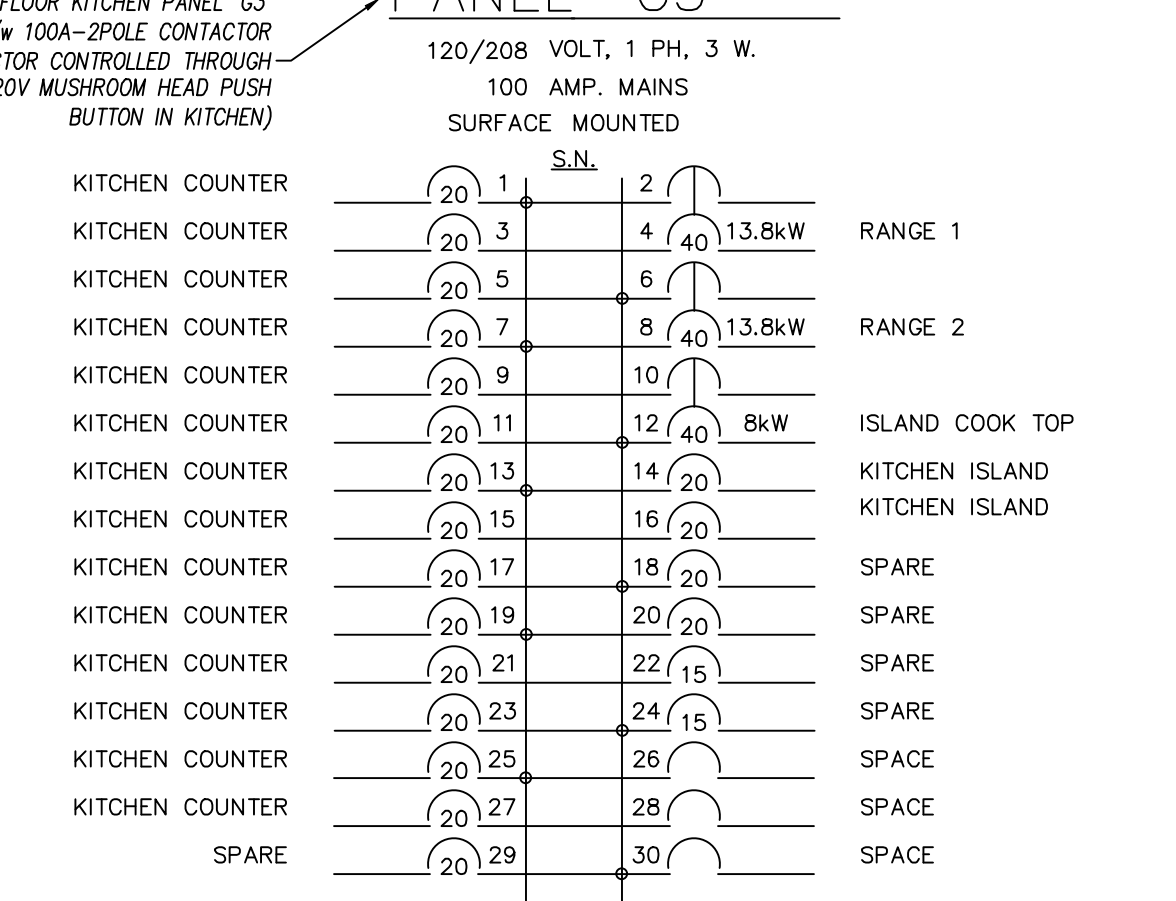 FLOOR KITCHEN PANEL 'G3'
/w 100A-2POLE CONTACTOR
CONTROLLED THROUGH
MUSHROOM HEAD PUSH
BUTTON IN KITCHEN)
PANEL
120/208 VOLT, 1 PH, 3 W.
100 AMP. MAINS
SURFACE MOUNTED
S.N.
KITCHEN COUNTER 20 1 2
KITCHEN COUNTER 20 3 4 40 13.8kW RANGE 1
KITCHEN COUNTER 20 5 6
KITCHEN COUNTER 20 7 8 40 13.8kW RANGE 2
KITCHEN COUNTER 20 9 10
KITCHEN COUNTER 20 11 12 40 8kW ISLAND COOK TOP
KITCHEN COUNTER 20 13 14 20 KITCHEN ISLAND
KITCHEN COUNTER 20 15 16 20 KITCHEN ISLAND
KITCHEN COUNTER 20 17 18 20 SPARE
KITCHEN COUNTER 20 19 20 20 SPARE
KITCHEN COUNTER 20 21 22 15 SPARE
KITCHEN COUNTER 20 23 24 15 SPARE
KITCHEN COUNTER 20 25 26 SPACE
KITCHEN COUNTER 20 27 28 SPACE
SPARE 20 29 30 SPACE